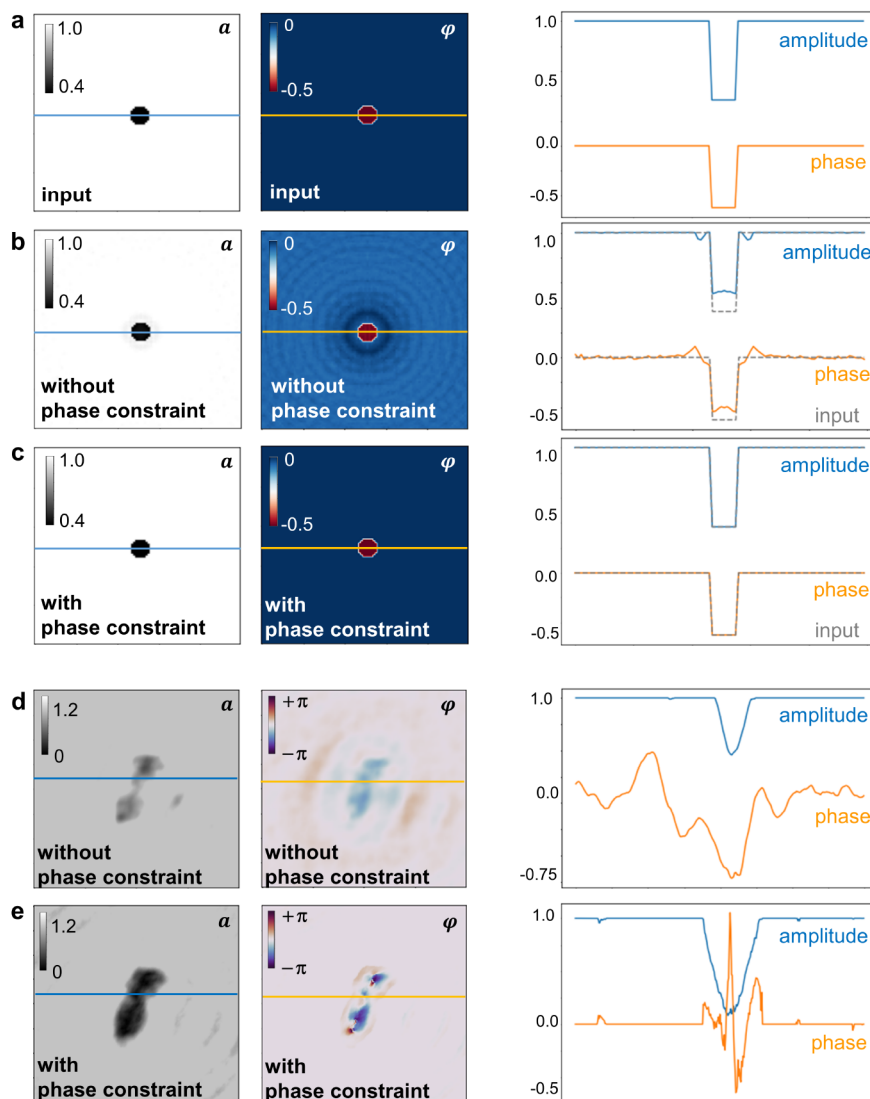 a
1.0
0.4
a
input
0
-0.5
φ
input
1.0
0.5
0.0
-0.5
amplitude
phase
b
1.0
0.4
a
without
phase constraint
0
-0.5
φ
without
phase constraint
1.0
0.5
0.0
-0.5
amplitude
phase
input
c
1.0
0.4
a
with
phase constraint
0
-0.5
φ
with
phase constraint
1.0
0.5
0.0
-0.5
amplitude
phase
input
d
1.2
0
a
without
phase constraint
+π
−π
φ
without
phase constraint
1.0
0.0
-0.75
amplitude
phase
e
1.2
0
a
with
phase constraint
+π
−π
φ
with
phase constraint
1.0
0.0
-0.5
amplitude
phase